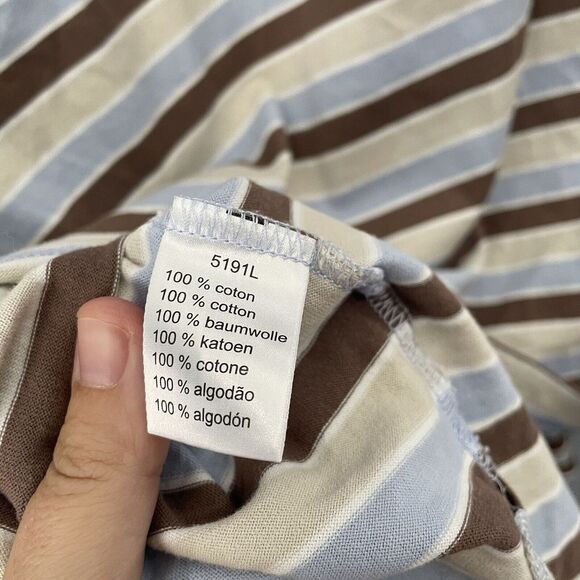 5191L
100 % coton
100 % cotton
100 % baumwolle
100 % katoen
100 % cotone
100 % algodão
100 % algodón